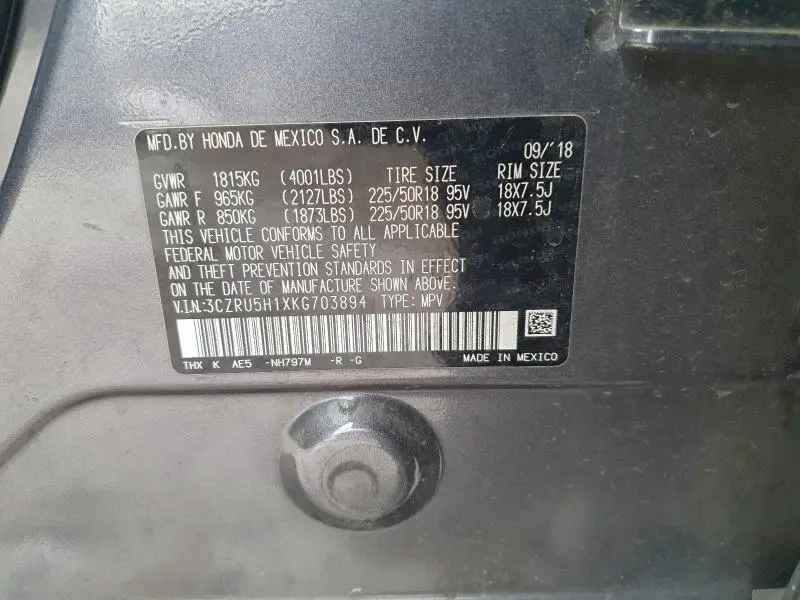 MFD.BY HONDA DE MEXICO S.A. DE C.V.
09/'18
GVWR 1815KG (4001LBS) TIRE SIZE RIM SIZE
GAWR F 965KG (2127LBS) 225/50R18 95V 18X7.5J
GAWR R 850KG (1873LBS) 225/50R18 95V 18X7.5J
THIS VEHICLE CONFORMS TO ALL APPLICABLE
FEDERAL MOTOR VEHICLE SAFETY
AND THEFT PREVENTION STANDARDS IN EFFECT
ON THE DATE OF MANUFACTURE SHOWN ABOVE.
V.I.N:3CZRU5H1XKG703894 TYPE: MPV
THX K AE5 -NH797M -R -G MADE IN MEXICO